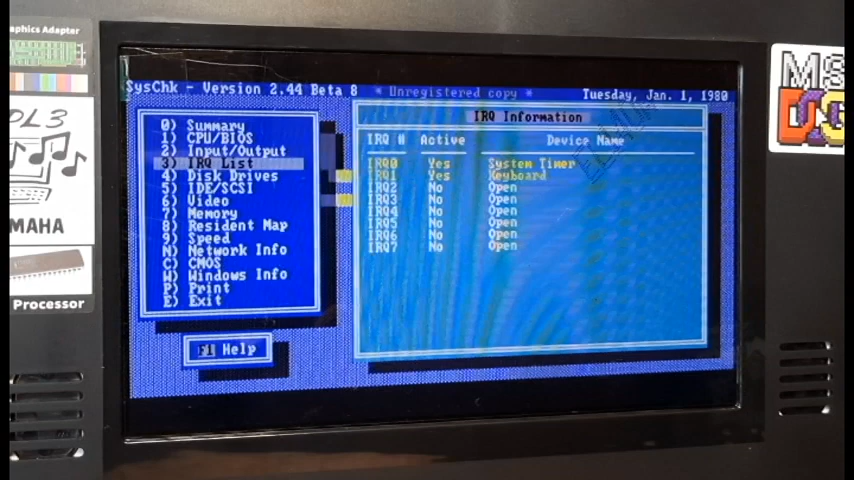 aphics Adapter
OPL3
YAMAHA
Processor
MS
DOS
SysChk - Version 2.44 Beta 8 * Unregistered copy * Tuesday, Jan. 1, 1980
0) Summary
1) CPU/BIOS
2) Input/Output
3) IRQ List
4) Disk Drives
5) IDE/SCSI
6) Video
7) Memory
8) Resident Map
9) Speed
N) Network Info
C) CMOS
W) Windows Info
P) Print
E) Exit
F1 Help
IRQ Information
IRQ # Active Device Name
IRQ0 Yes System Timer
IRQ1 Yes Keyboard
IRQ2 No Open
IRQ3 No Open
IRQ4 No Open
IRQ5 No Open
IRQ6 No Open
IRQ7 No Open